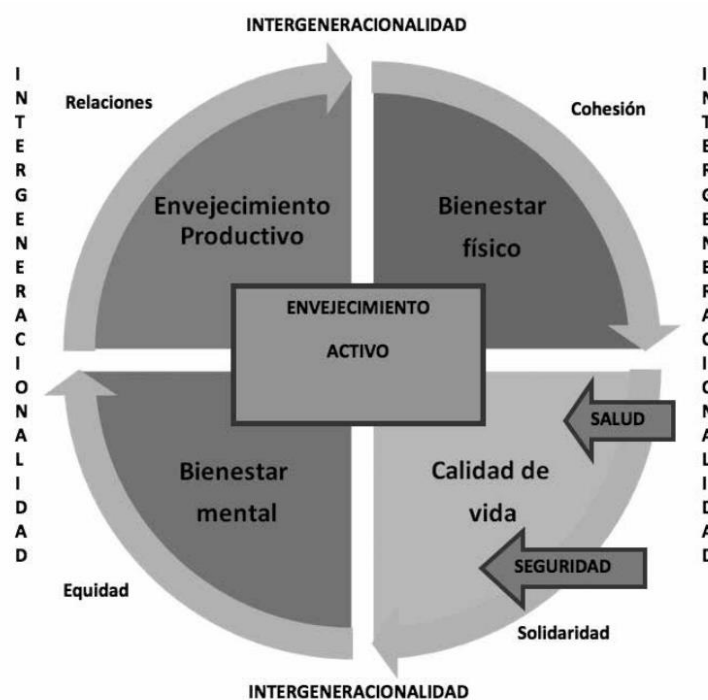 INTERGENERACIONALIDAD
INTERGENERACIONALIDAD
INTERGENERACIONALIDAD
Relaciones
Cohesión
Envejecimiento
Productivo
Bienestar
físico
ENVEJECIMIENTO
ACTIVO
Bienestar
mental
Calidad de
vida
SALUD
SEGURIDAD
Equidad
Solidaridad
INTERGENERACIONALIDAD